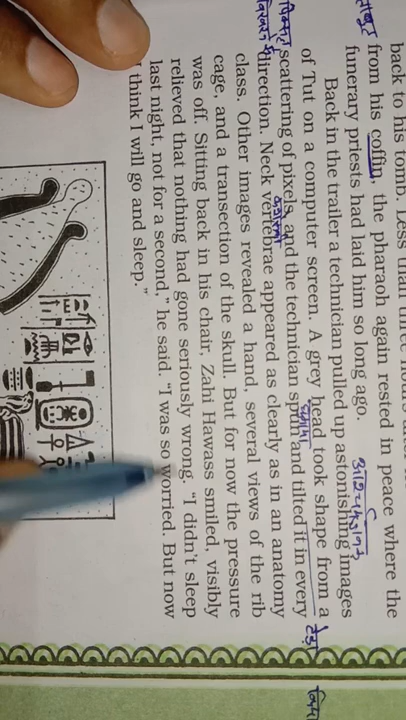 back to his tomb. Less than three hours after
from his coffin, the pharaoh again rested in peace where the
funerary priests had laid him so long ago.
Back in the trailer a technician pulled up astonishing images
of Tut on a computer screen. A grey head took shape from a
scattering of pixels, and the technician spun and tilted it in every
direction. Neck vertebrae appeared as clearly as in an anatomy
class. Other images revealed a hand, several views of the rib
cage, and a transection of the skull. But for now the pressure
was off. Sitting back in his chair, Zahi Hawass smiled, visibly
relieved that nothing had gone seriously wrong. “I didn’t sleep
last night, not for a second,” he said. “I was so worried. But now
think I will go and sleep.”